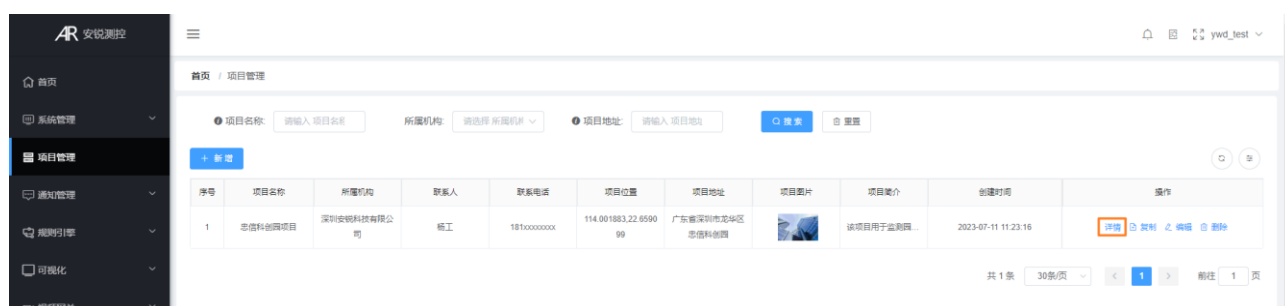 AR 安锐测控
ywd_test
首页
首页 / 项目管理
系统管理
项目名称: 请输入 项目名称 所属机构: 请选择 所属机构 项目地址: 请输入 项目地址 搜索 重置
项目管理
+ 新增
通知管理
序号 项目名称 所属机构 联系人 联系电话 项目位置 项目地址 项目图片 项目简介 创建时间 操作
规则引擎
1 忠信科创园项目 深圳安锐科技有限公司 杨工 181xxxxxxxx 114.001883,22.659099 广东省深圳市龙华区忠信科创园 该项目用于监测园... 2023-07-11 11:23:16 详情 复制 编辑 删除
可视化
共 1 条 30条/页 < 1 > 前往 1 页